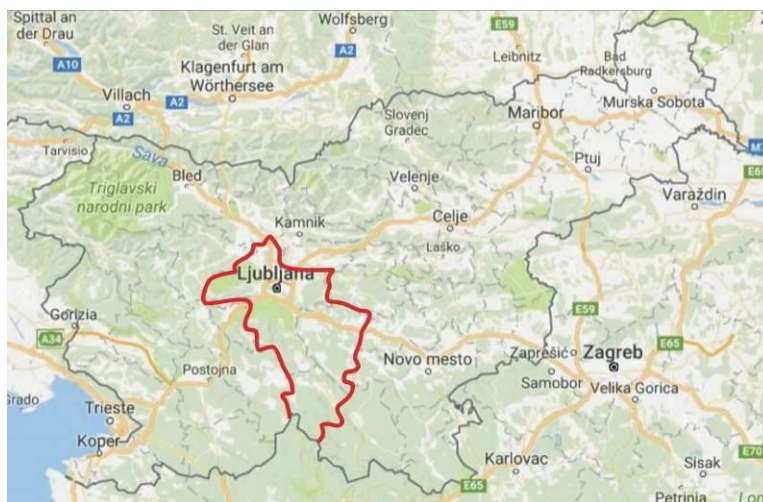 Spittal an
der Drau
Wolfsberg
St. Veit an
der Glan
A2
E59
Leibnitz
Bad
Radkersburg
A10
Klagenfurt am
Wörthersee
A2
Villach
A2
Murska Sobota
Maribor
Slovenj
Gradec
Tarvisio
Sava
Bled
Ptuj
Velenje
Triglavski
narodni park
Varaždin
Kamnik
Celje
Laško
Ljubljana
Gorizia
A34
E59
E65
Postojna
Novo mesto
Zaprešić
Zagreb
Samobor
Velika Gorica
Grado
Trieste
Koper
Karlovac
E65
E70
Sisak
Petrinja